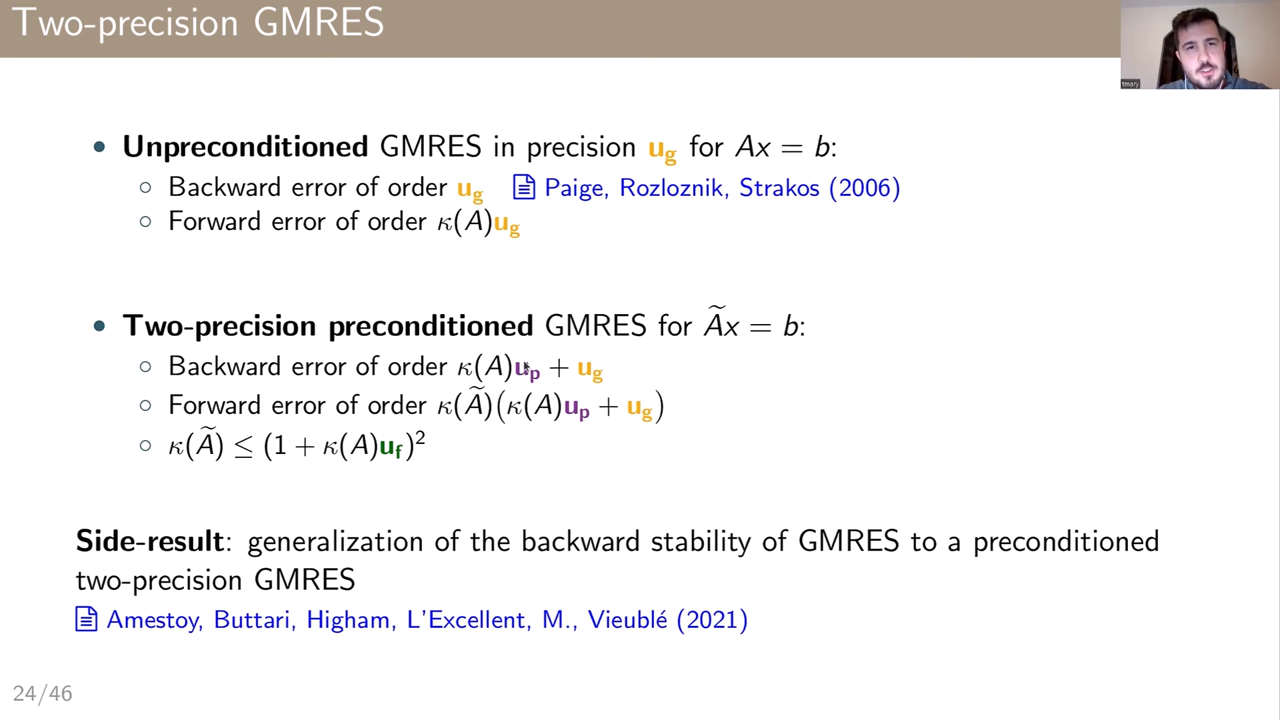 Two-precision GMRES
tmary
• Unpreconditioned GMRES in precision u_g for Ax = b:
○ Backward error of order u_g Paige, Rozloznik, Strakos (2006)
○ Forward error of order κ(A)u_g
• Two-precision preconditioned GMRES for Ãx = b:
○ Backward error of order κ(A)u_p + u_g
○ Forward error of order κ(Ã)(κ(A)u_p + u_g)
○ κ(Ã) ≤ (1 + κ(A)u_f)²
Side-result: generalization of the backward stability of GMRES to a preconditioned
two-precision GMRES
Amestoy, Buttari, Higham, L'Excellent, M., Vieublé (2021)
24/46